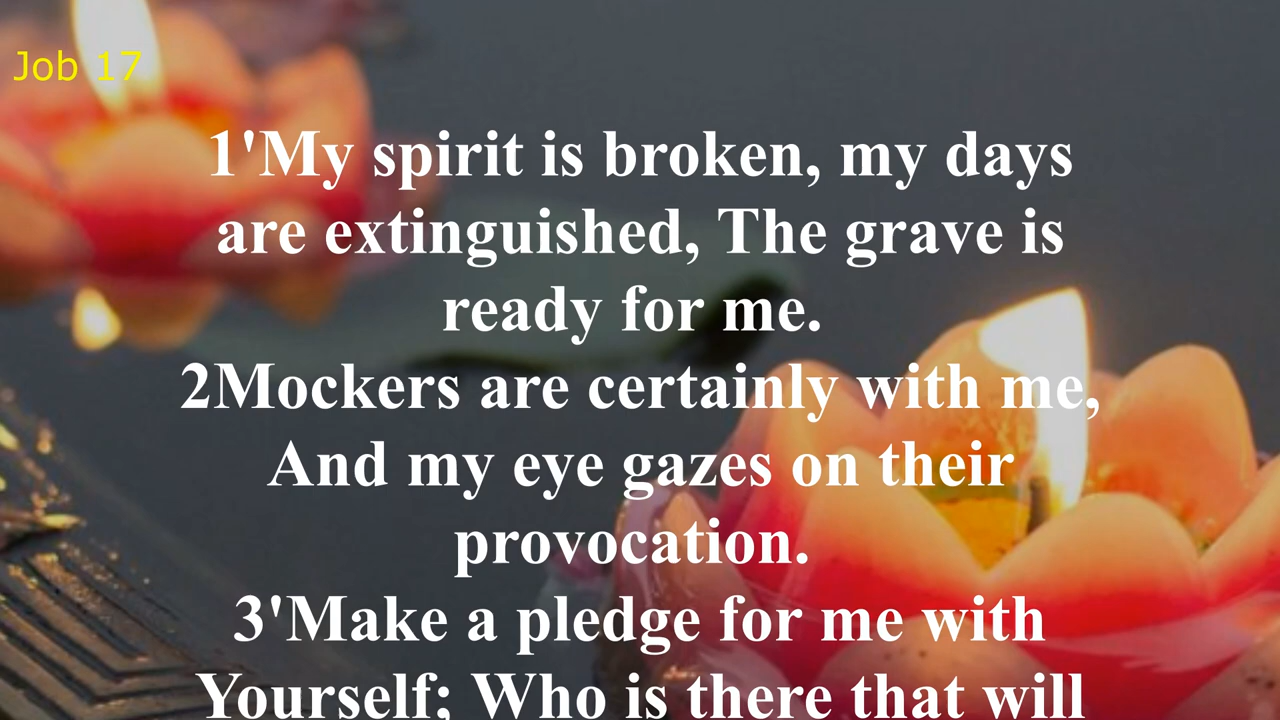 Job 17
1'My spirit is broken, my days
are extinguished, The grave is
ready for me.
2Mockers are certainly with me,
And my eye gazes on their
provocation.
3'Make a pledge for me with
Yourself; Who is there that will